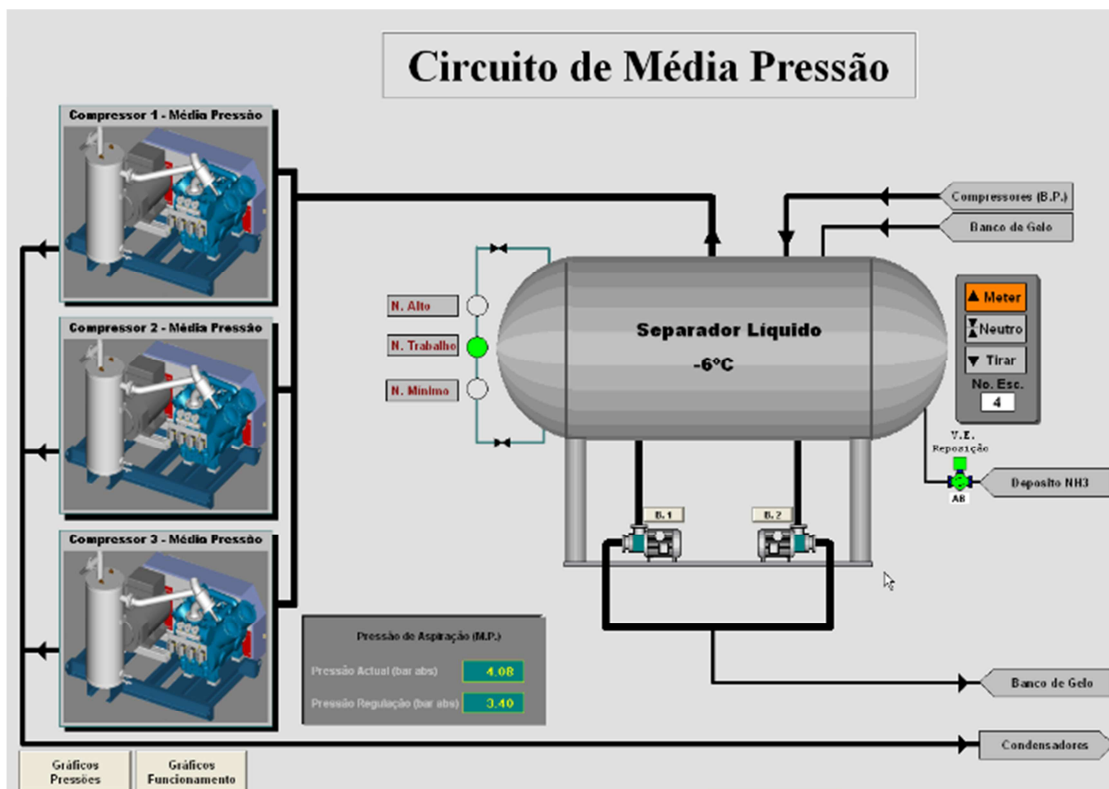 Circuito de Média Pressão
Compressor 1 - Média Pressão
Compressores (B.P.)
Banco de Gelo
N. Alto
N. Trabalho
N. Mínimo
Separador Líquido
-6ºC
Meter
Neutro
Tirar
No. Esc.
4
Compressor 2 - Média Pressão
V.E.
Reposição
AB
Deposito NH3
B.1
B.2
Compressor 3 - Média Pressão
Pressão de Aspiração (M.P.)
Pressão Actual (bar abs)
4.08
Pressão Regulação (bar abs)
3.40
Banco de Gelo
Condensadores
Gráficos
Pressões
Gráficos
Funcionamento